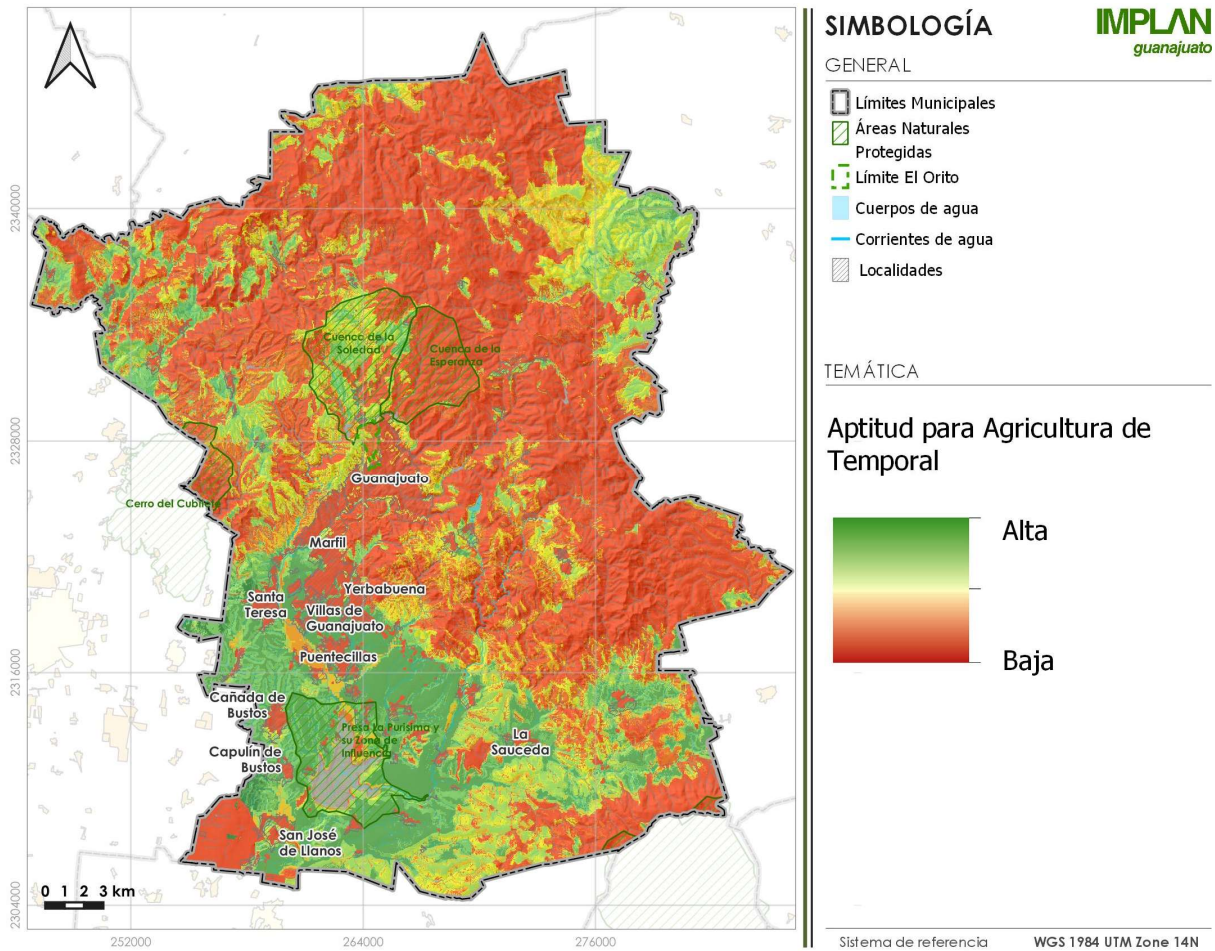 SIMBOLOGÍA
IMPLAN
guanajuato
GENERAL
Límites Municipales
Áreas Naturales
Protegidas
Límite El Orito
Cuerpos de agua
Corrientes de agua
Localidades
TEMÁTICA
Aptitud para Agricultura de
Temporal
Alta
Baja
Sistema de referencia
WGS 1984 UTM Zone 14N
2340000
2328000
2316000
2304000
252000
264000
276000
0 1 2 3 km
Cuenca de la
Soledad
Cuenca de la
Esperanza
Guanajuato
Cerro del Cubilete
Marfil
Yerbabuena
Santa
Teresa
Villas de
Guanajuato
Puentecillas
Cañada de
Bustos
Presa La Purísima y
su Zona de
Influencia
La
Sauceda
Capulín de
Bustos
San José
de Llanos